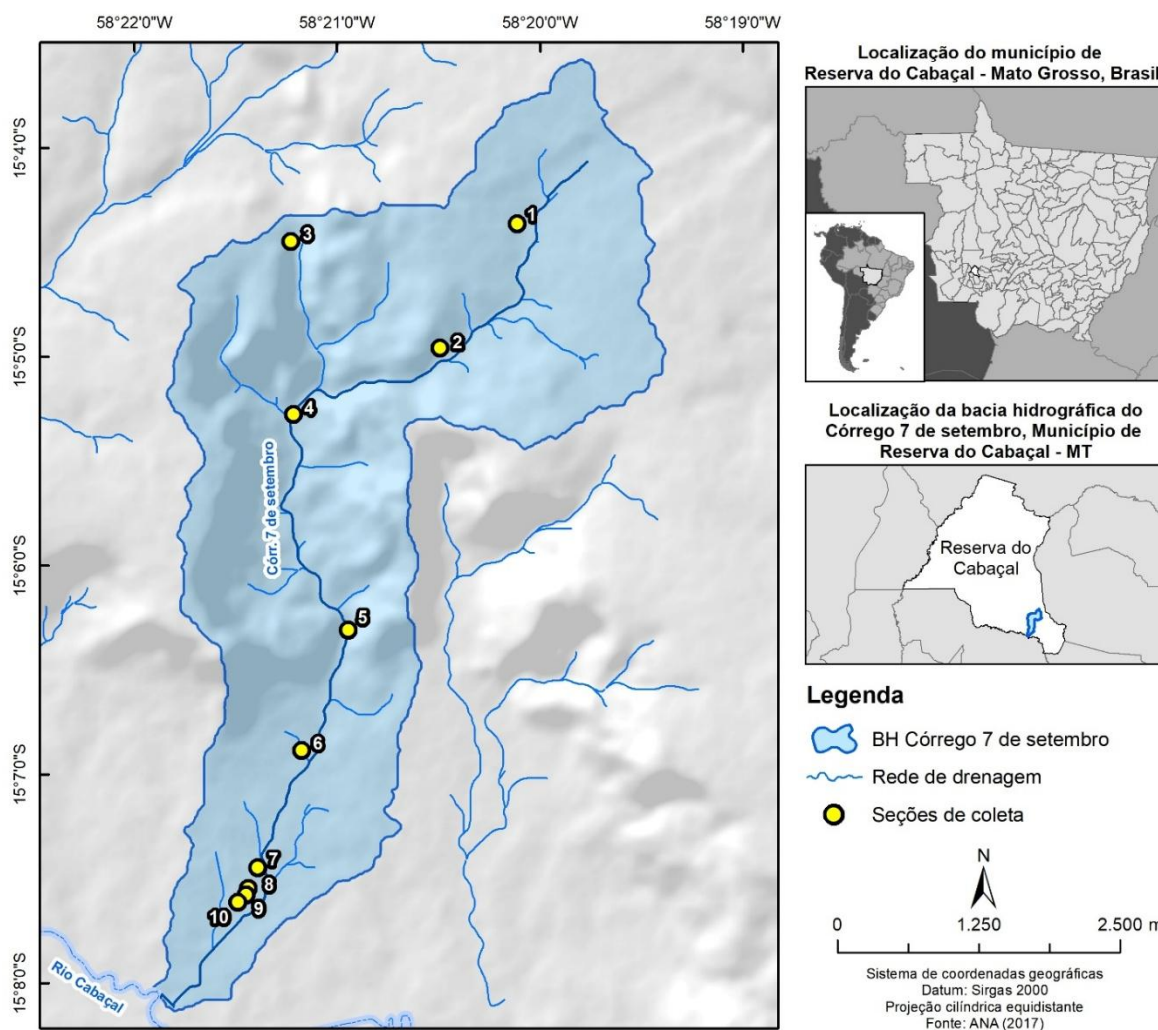 58°22'0"W
58°21'0"W
58°20'0"W
58°19'0"W
15°4'0"S
15°5'0"S
15°6'0"S
15°7'0"S
15°8'0"S
1
3
2
4
Córr. 7 de setembro
5
6
7
8
9
10
Rio Cabaçal
Localização do município de
Reserva do Cabaçal - Mato Grosso, Brasil
Localização da bacia hidrográfica do
Córrego 7 de setembro, Município de
Reserva do Cabaçal - MT
Reserva do
Cabaçal
Legenda
BH Córrego 7 de setembro
Rede de drenagem
Seções de coleta
N
0 1.250 2.500 m
Sistema de coordenadas geográficas
Datum: Sirgas 2000
Projeção cilíndrica equidistante
Fonte: ANA (2017)